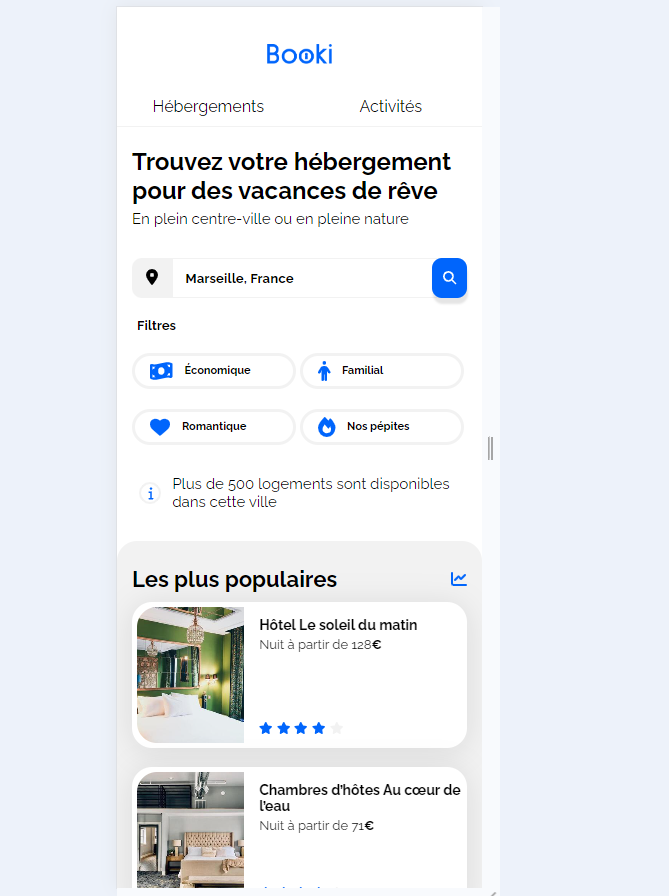 Booki
Hébergements
Activités
Trouvez votre hébergement
pour des vacances de rêve
En plein centre-ville ou en pleine nature
Marseille, France
Filtres
Économique
Familial
Romantique
Nos pépites
Plus de 500 logements sont disponibles
dans cette ville
Les plus populaires
Hôtel Le soleil du matin
Nuit à partir de 128€
Chambres d'hôtes Au cœur de
l'eau
Nuit à partir de 71€